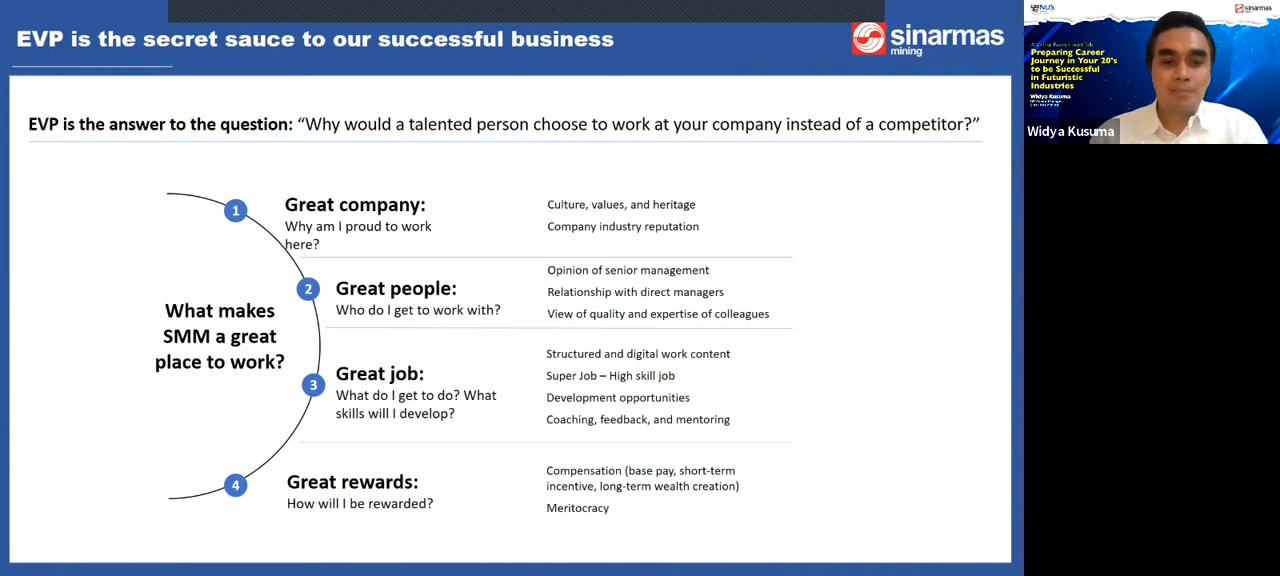 EVP is the secret sauce to our successful business
sinarmas
mining
EVP is the answer to the question: “Why would a talented person choose to work at your company instead of a competitor?”
What makes
SMM a great
place to work?
1
Great company:
Why am I proud to work
here?
Culture, values, and heritage
Company industry reputation
2
Great people:
Who do I get to work with?
Opinion of senior management
Relationship with direct managers
View of quality and expertise of colleagues
3
Great job:
What do I get to do? What
skills will I develop?
Structured and digital work content
Super Job – High skill job
Development opportunities
Coaching, feedback, and mentoring
4
Great rewards:
How will I be rewarded?
Compensation (base pay, short-term
incentive, long-term wealth creation)
Meritocracy
NUS
sinarmas
A Virtual Recruitment Talk
Preparing Career
Journey in Your 20's
to be Successful
in Futuristic
Industries
Widya Kusuma
Widya Kusuma